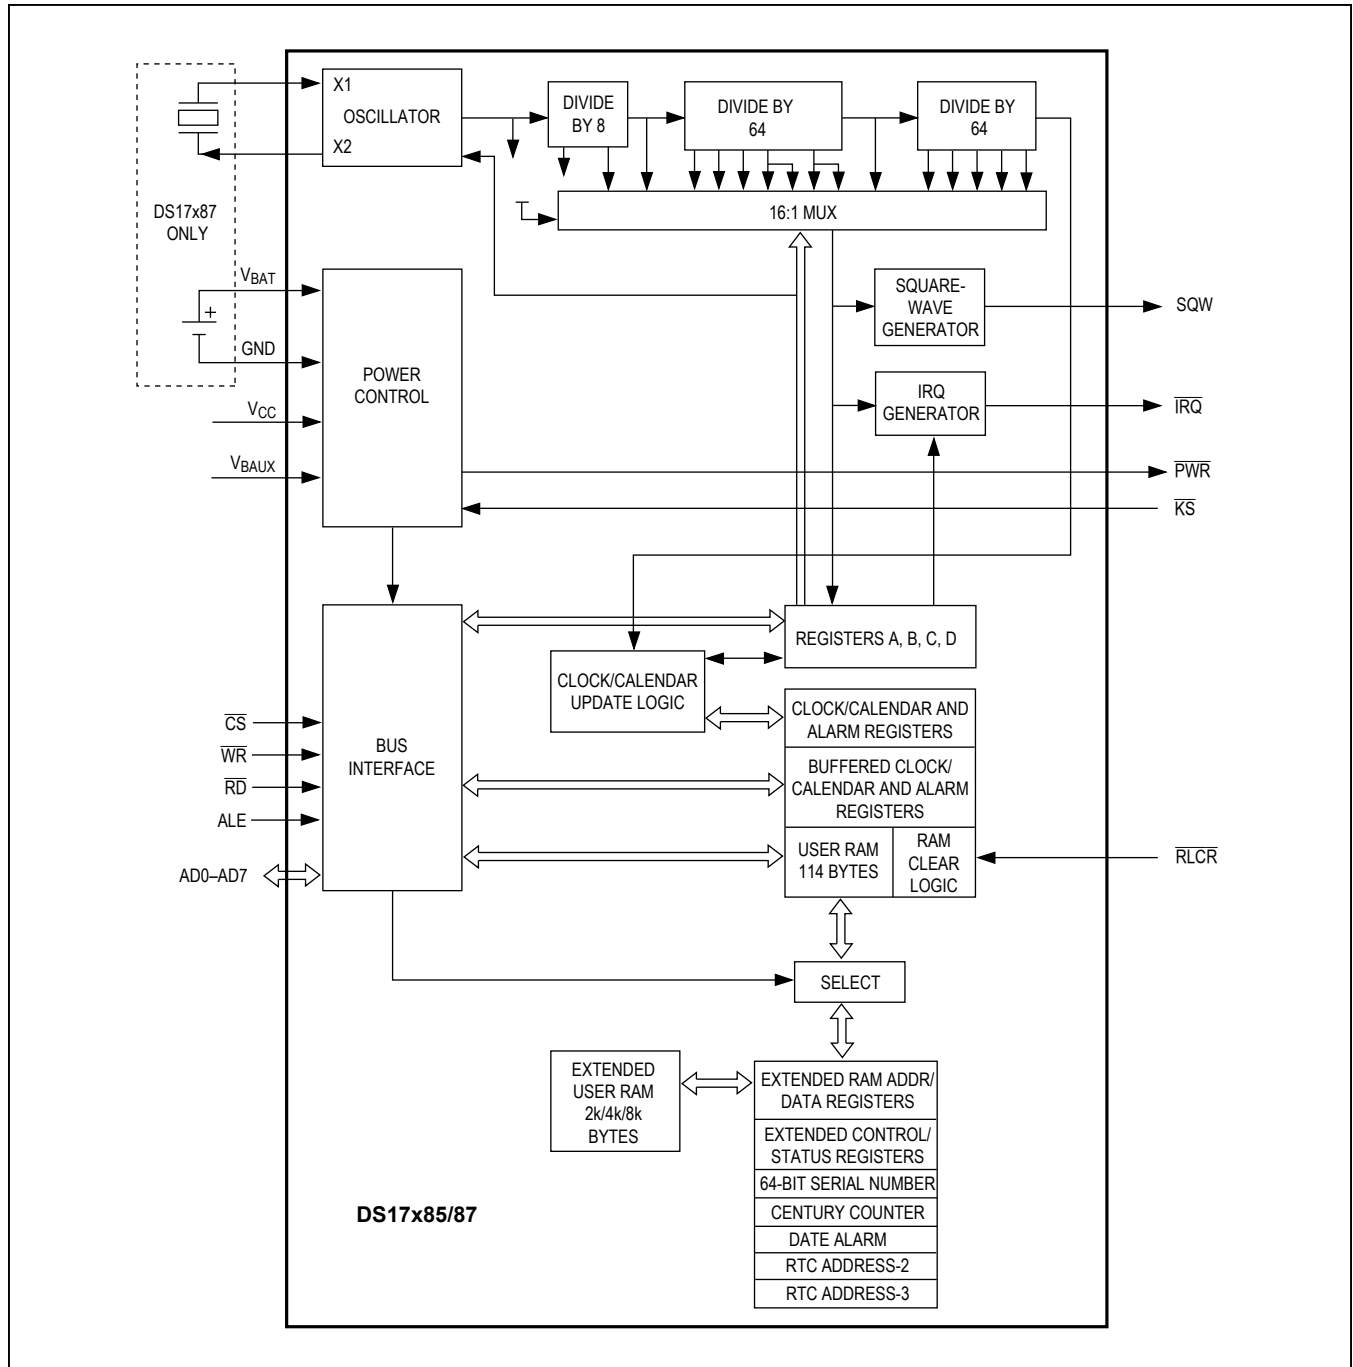 X1
OSCILLATOR
X2
DIVIDE
BY 8
DIVIDE BY
64
DIVIDE BY
64
16:1 MUX
DS17x87
ONLY
VBAT
+
GND
VCC
VBAUX
POWER
CONTROL
SQUARE-
WAVE
GENERATOR
SQW
IRQ
GENERATOR
IRQ
PWR
KS
REGISTERS A, B, C, D
CLOCK/CALENDAR
UPDATE LOGIC
CLOCK/CALENDAR AND
ALARM REGISTERS
BUFFERED CLOCK/
CALENDAR AND ALARM
REGISTERS
USER RAM
114 BYTES
RAM
CLEAR
LOGIC
RLCR
CS
WR
RD
ALE
AD0–AD7
BUS
INTERFACE
SELECT
EXTENDED
USER RAM
2k/4k/8k
BYTES
EXTENDED RAM ADDR/
DATA REGISTERS
EXTENDED CONTROL/
STATUS REGISTERS
64-BIT SERIAL NUMBER
CENTURY COUNTER
DATE ALARM
RTC ADDRESS-2
RTC ADDRESS-3
DS17x85/87